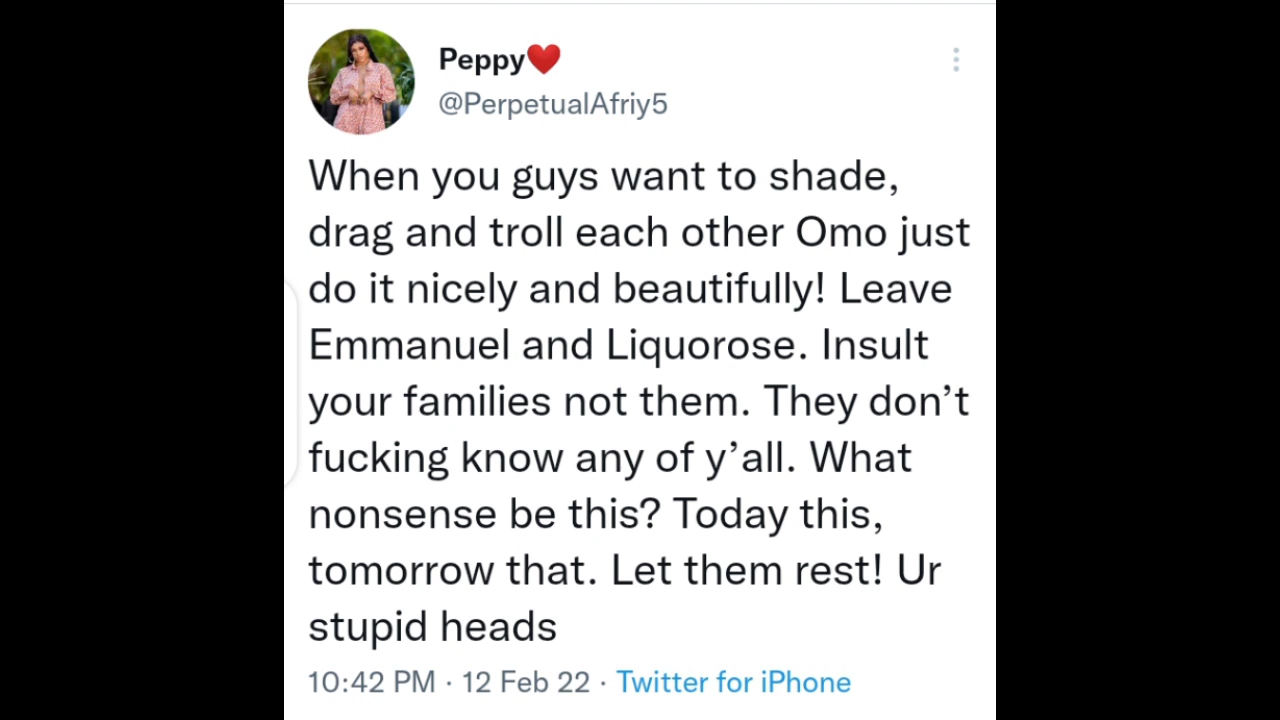 Peppy❤️
@PerpetualAfriy5
When you guys want to shade,
drag and troll each other Omo just
do it nicely and beautifully! Leave
Emmanuel and Liquorose. Insult
your families not them. They don’t
fucking know any of y’all. What
nonsense be this? Today this,
tomorrow that. Let them rest! Ur
stupid heads
10:42 PM · 12 Feb 22 · Twitter for iPhone